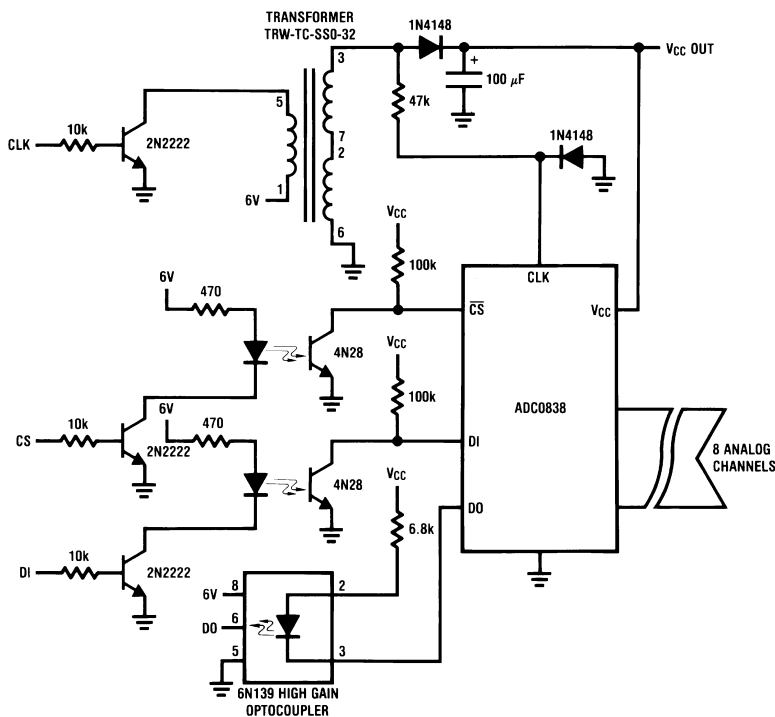 TRANSFORMER
TRW-TC-SS0-32
1N4148
VCC OUT
3
+
100 μF
5
47k
10k
CLK
2N2222
7
2
1N4148
1
6V
6
VCC
100k
CLK
6V
470
CS
VCC
4N28
VCC
100k
ADC0838
10k
6V
470
CS
2N2222
DI
8 ANALOG
CHANNELS
4N28
VCC
DO
6.8k
10k
DI
2N2222
6V
8
2
DO
6
5
3
6N139 HIGH GAIN
OPTOCOUPLER